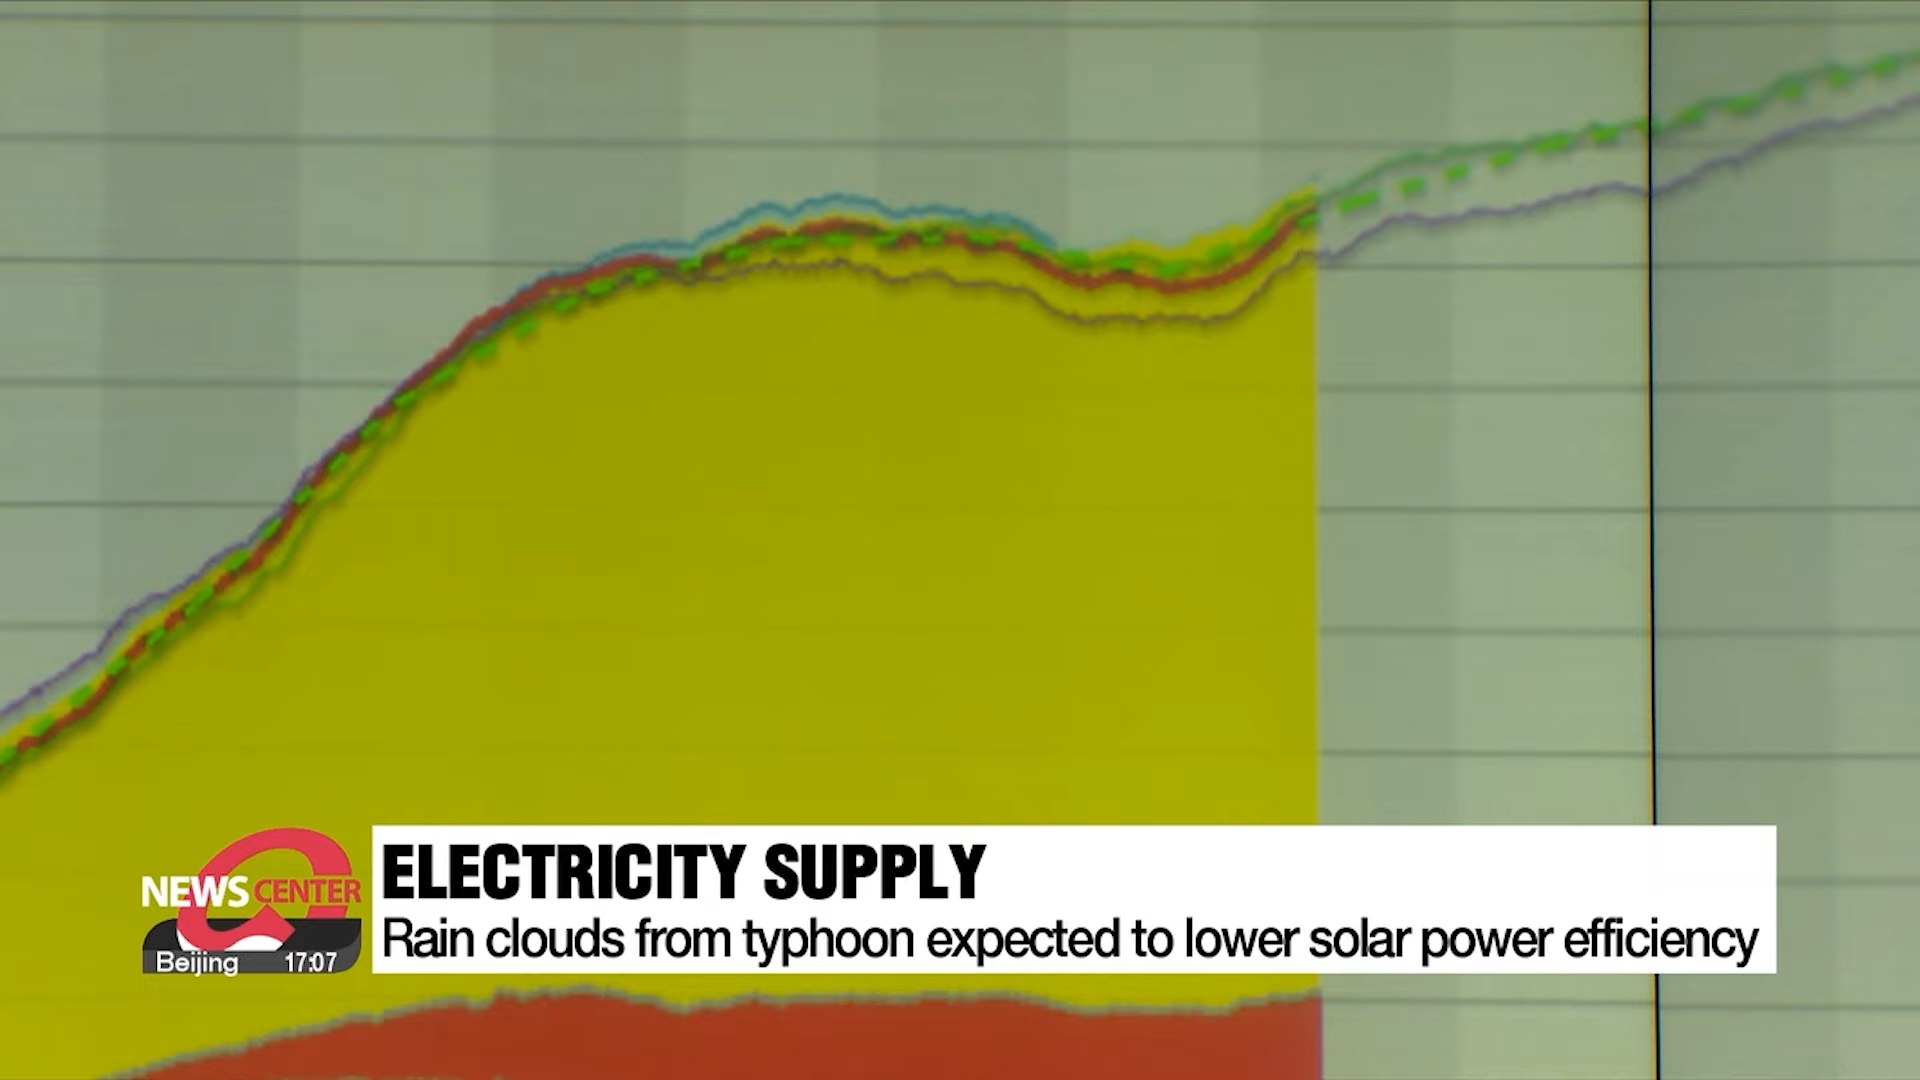 ELECTRICITY SUPPLY
Rain clouds from typhoon expected to lower solar power efficiency
NEWS CENTER
Beijing 17:07